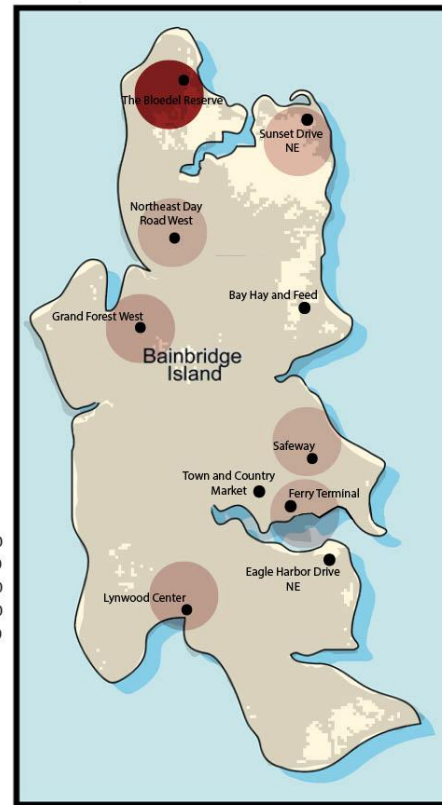 The Bloedel Reserve
Sunset Drive
NE
Northeast Day
Road West
Bay Hay and Feed
Grand Forest West
Bainbridge
Island
Safeway
Town and Country
Market
Ferry Terminal
Eagle Harbor Drive
NE
Lynwood Center